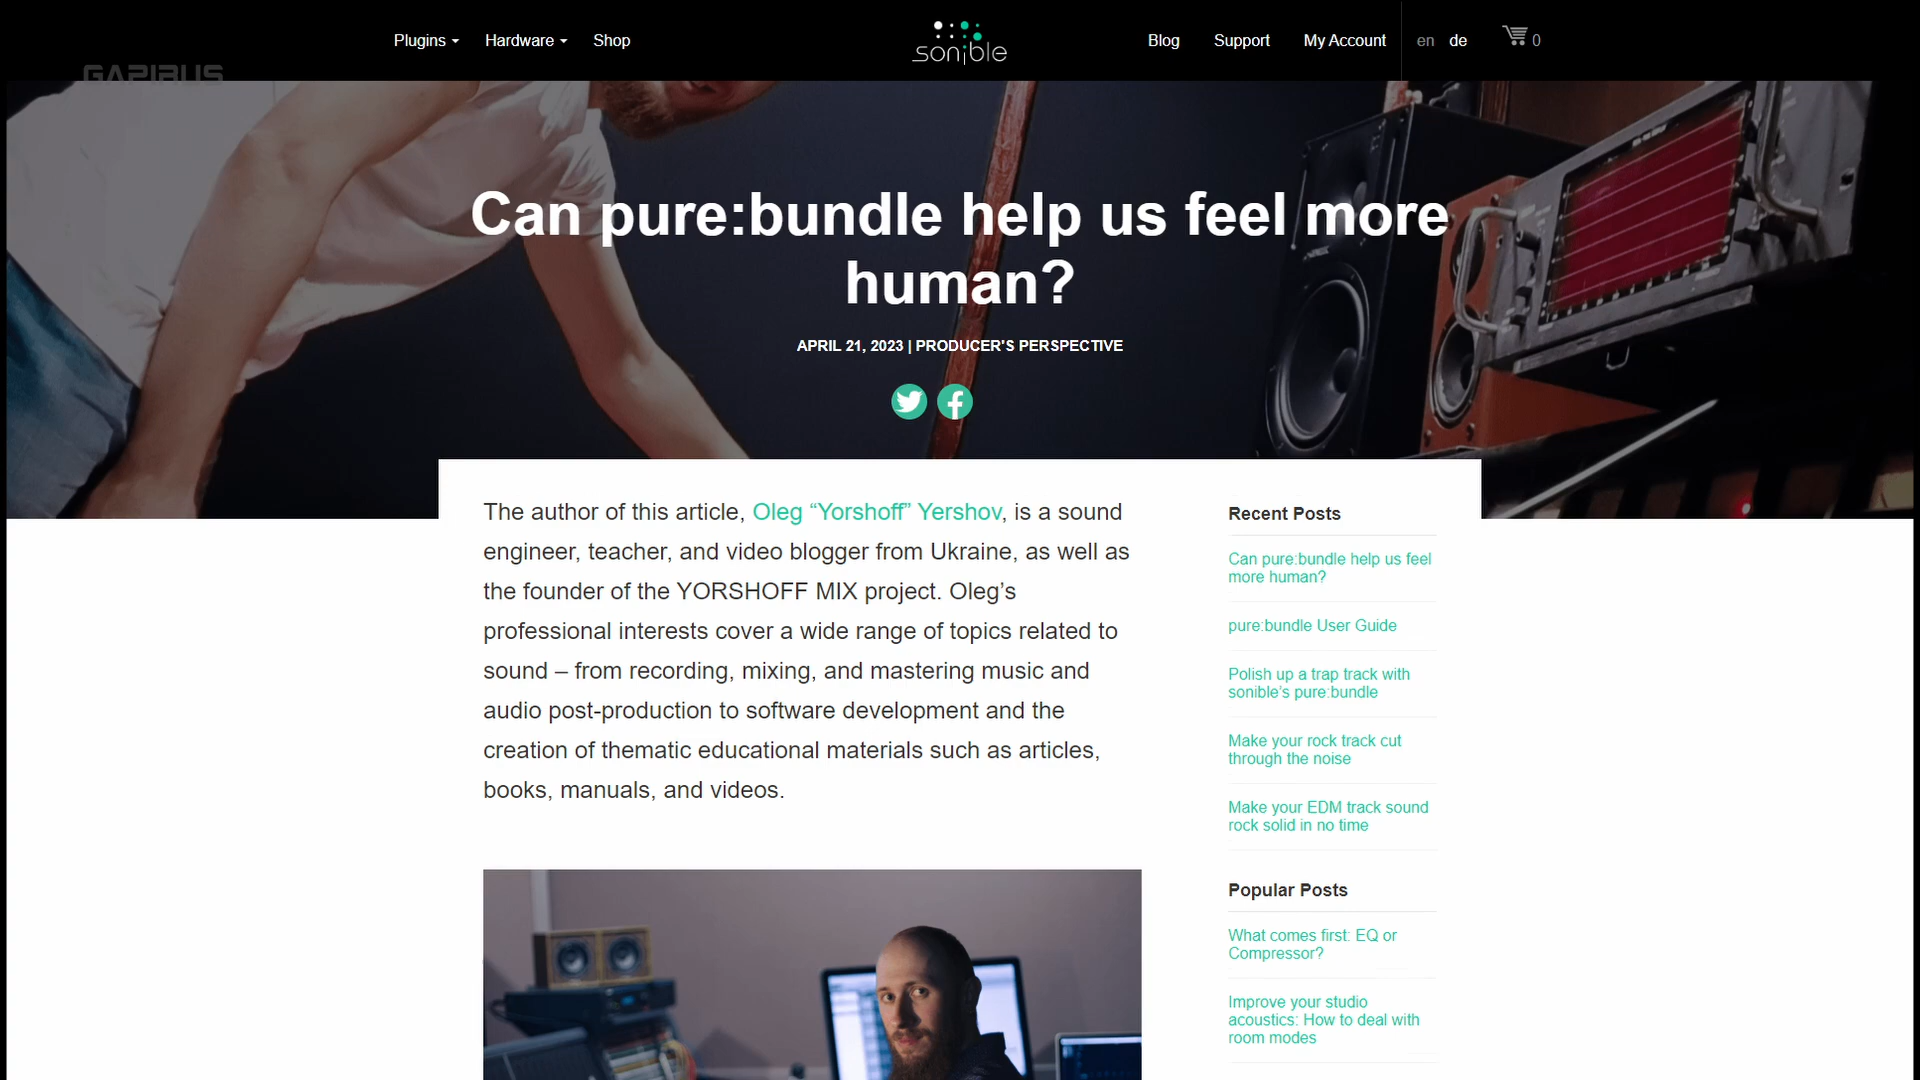 Plugins
Hardware
Shop
sonible
Blog
Support
My Account
en
de
0
GAPIRUS
Can pure:bundle help us feel more
human?
APRIL 21, 2023 | PRODUCER'S PERSPECTIVE
The author of this article, Oleg “Yorshoff” Yershov, is a sound
engineer, teacher, and video blogger from Ukraine, as well as
the founder of the YORSHOFF MIX project. Oleg’s
professional interests cover a wide range of topics related to
sound – from recording, mixing, and mastering music and
audio post-production to software development and the
creation of thematic educational materials such as articles,
books, manuals, and videos.
Recent Posts
Can pure:bundle help us feel
more human?
pure:bundle User Guide
Polish up a trap track with
sonible’s pure:bundle
Make your rock track cut
through the noise
Make your EDM track sound
rock solid in no time
Popular Posts
What comes first: EQ or
Compressor?
Improve your studio
acoustics: How to deal with
room modes